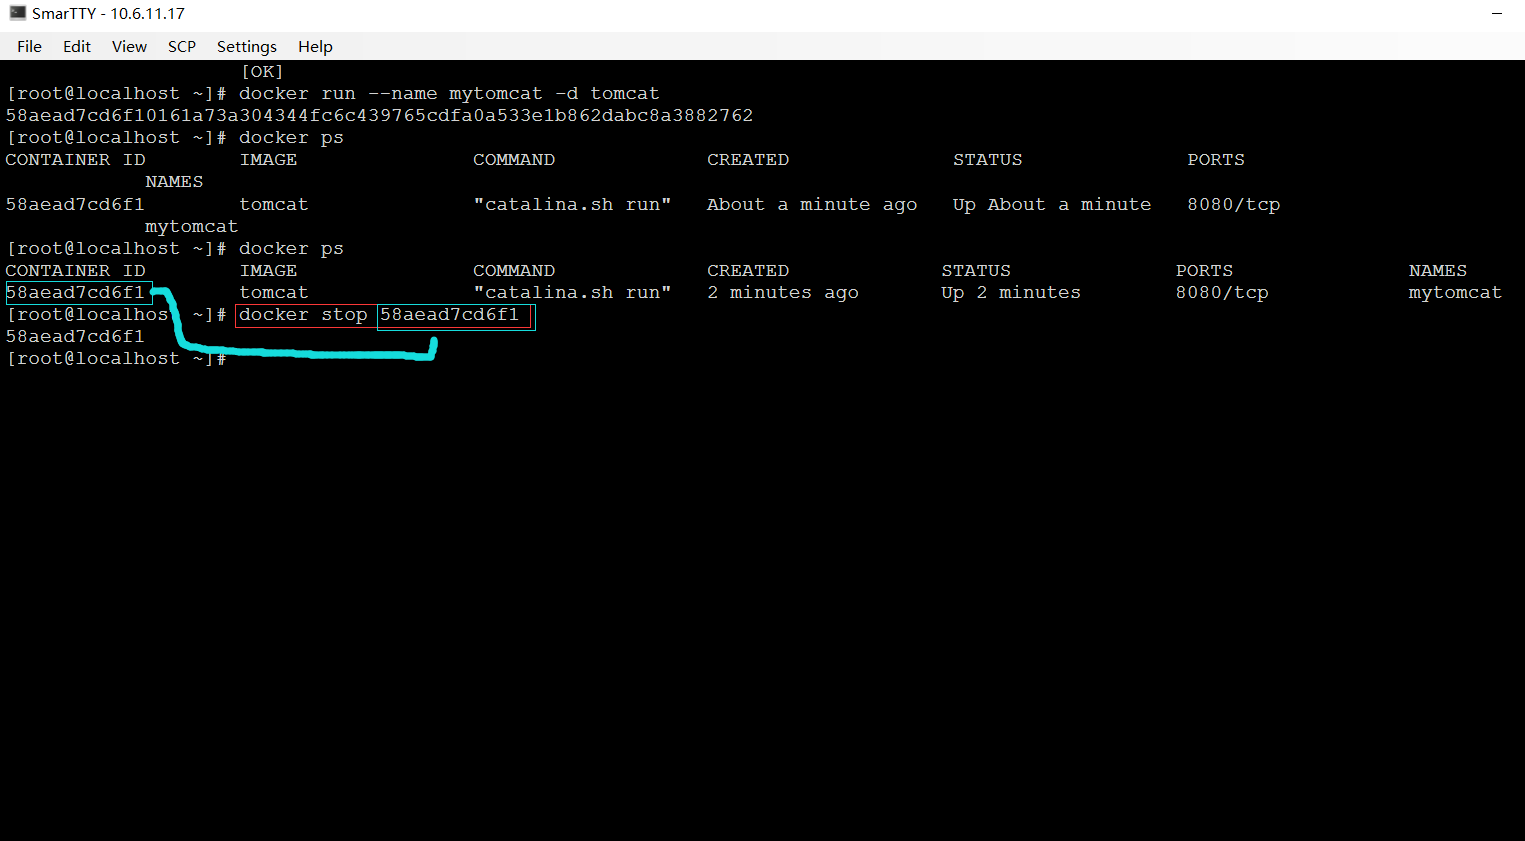 SmarTTY - 10.6.11.17
File Edit View SCP Settings Help
[OK]
[root@localhost ~]# docker run --name mytomcat -d tomcat
58aead7cd6f10161a73a304344fc6c439765cdfa0a533e1b862dabc8a3882762
[root@localhost ~]# docker ps
CONTAINER ID IMAGE COMMAND CREATED STATUS PORTS
NAMES
58aead7cd6f1 tomcat "catalina.sh run" About a minute ago Up About a minute 8080/tcp
mytomcat
[root@localhost ~]# docker ps
CONTAINER ID IMAGE COMMAND CREATED STATUS PORTS NAMES
58aead7cd6f1 tomcat "catalina.sh run" 2 minutes ago Up 2 minutes 8080/tcp mytomcat
[root@localhost ~]# docker stop 58aead7cd6f1
58aead7cd6f1
[root@localhost ~]#